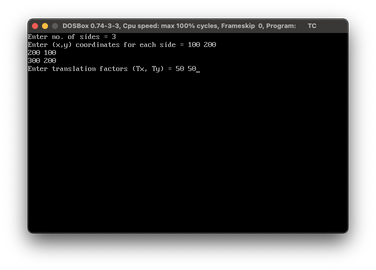 DOSBox 0.74-3-3, Cpu speed: max 100% cycles, Frameskip 0, Program: TC
Enter no. of sides = 3
Enter (x,y) coordinates for each side = 100 200
200 100
300 200
Enter translation factors (Tx, Ty) = 50 50_